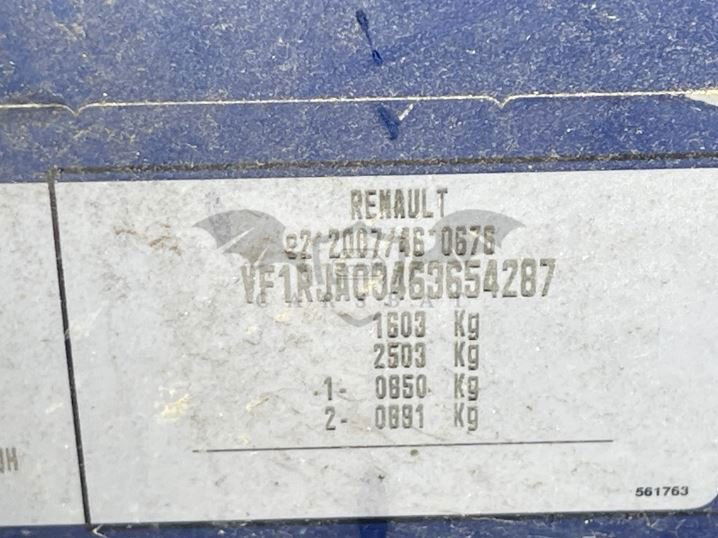 RENAULT
e2*2007/46*0676
VF1RJA00463654287
1603 Kg
2503 Kg
1- 0850 Kg
2- 0891 Kg
561763